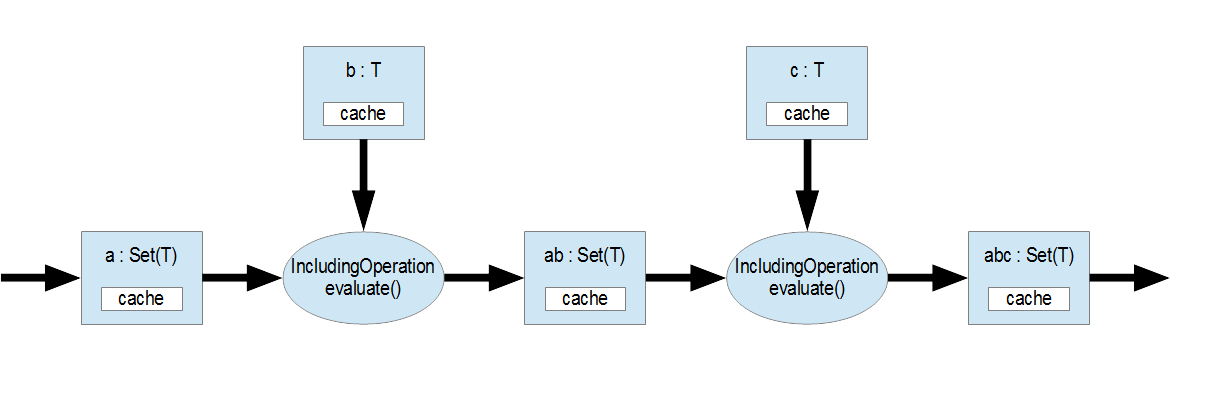 b : T
cache
c : T
cache
a : Set(T)
cache
IncludingOperation
evaluate()
ab : Set(T)
cache
IncludingOperation
evaluate()
abc : Set(T)
cache